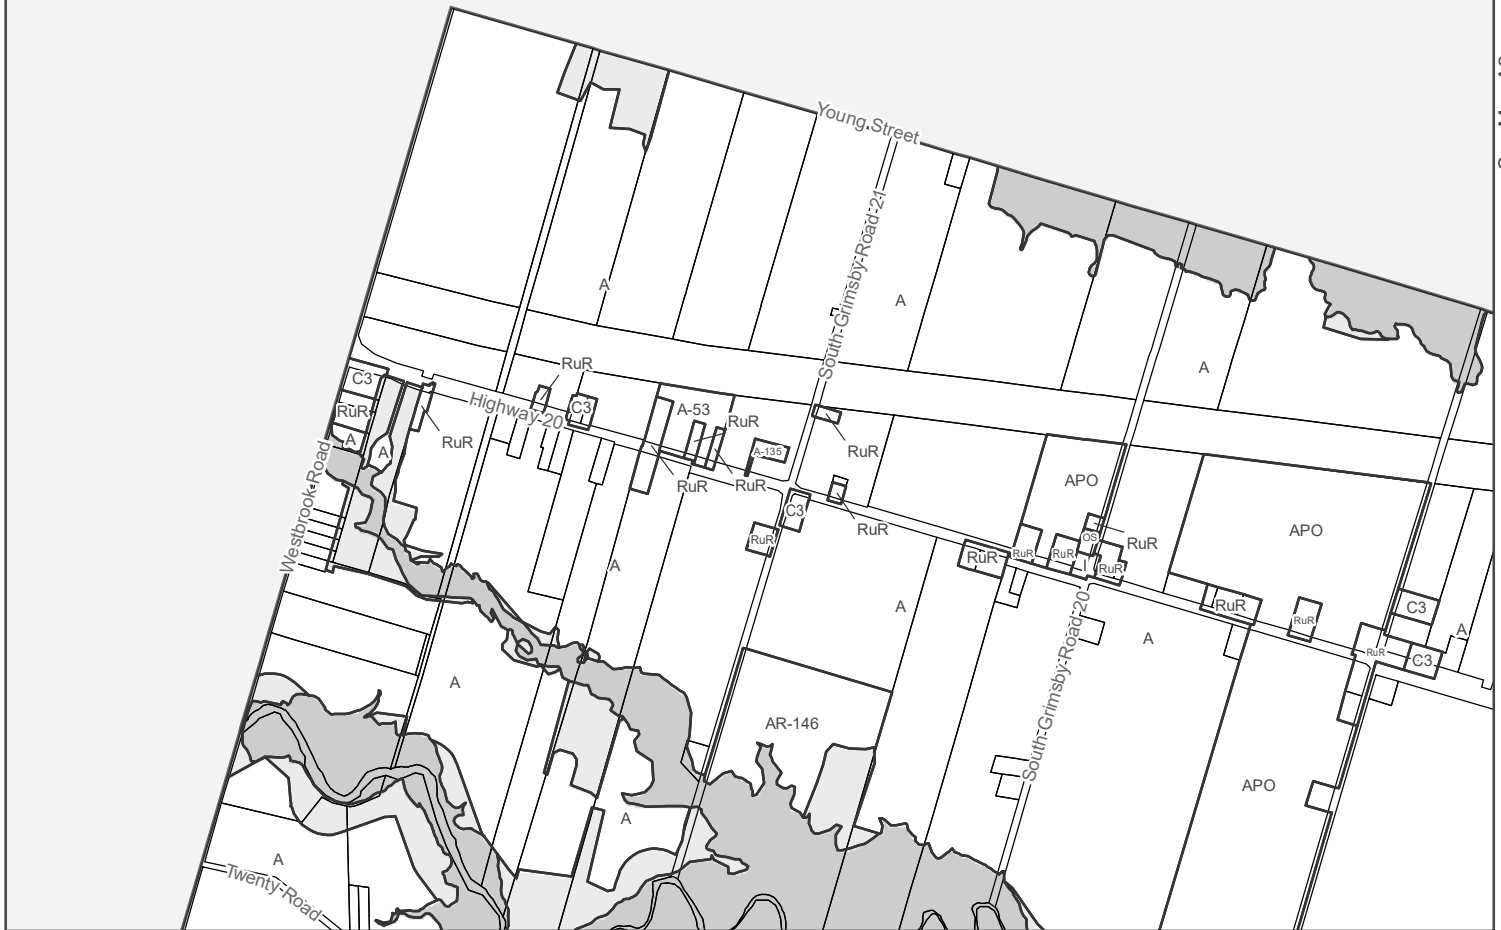 Young Street
South Grimsby Road 21
A
A
A
RuR
C3
C3
A-53
RuR
RuR
Highway 20
A
A
RuR
RuR
RuR
A-135
RuR
RuR
C3
RuR
APO
APO
OS
RuR
RuR
RuR
RuR
I
RuR
Westbrook Road
A
A
RuR
RuR
C3
A
South Grimsby Road 20
A
RuR
C3
A
AR-146
APO
A
A
Twenty Road